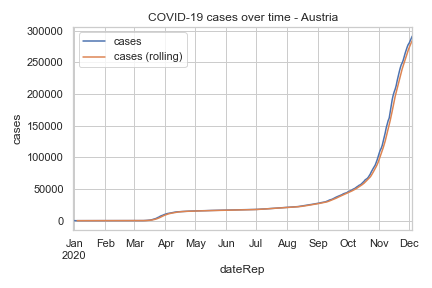 COVID-19 cases over time - Austria
300000
250000
200000
150000
100000
50000
0
cases
cases
cases (rolling)
Jan Feb Mar Apr May Jun Jul Aug Sep Oct Nov Dec
2020
dateRep